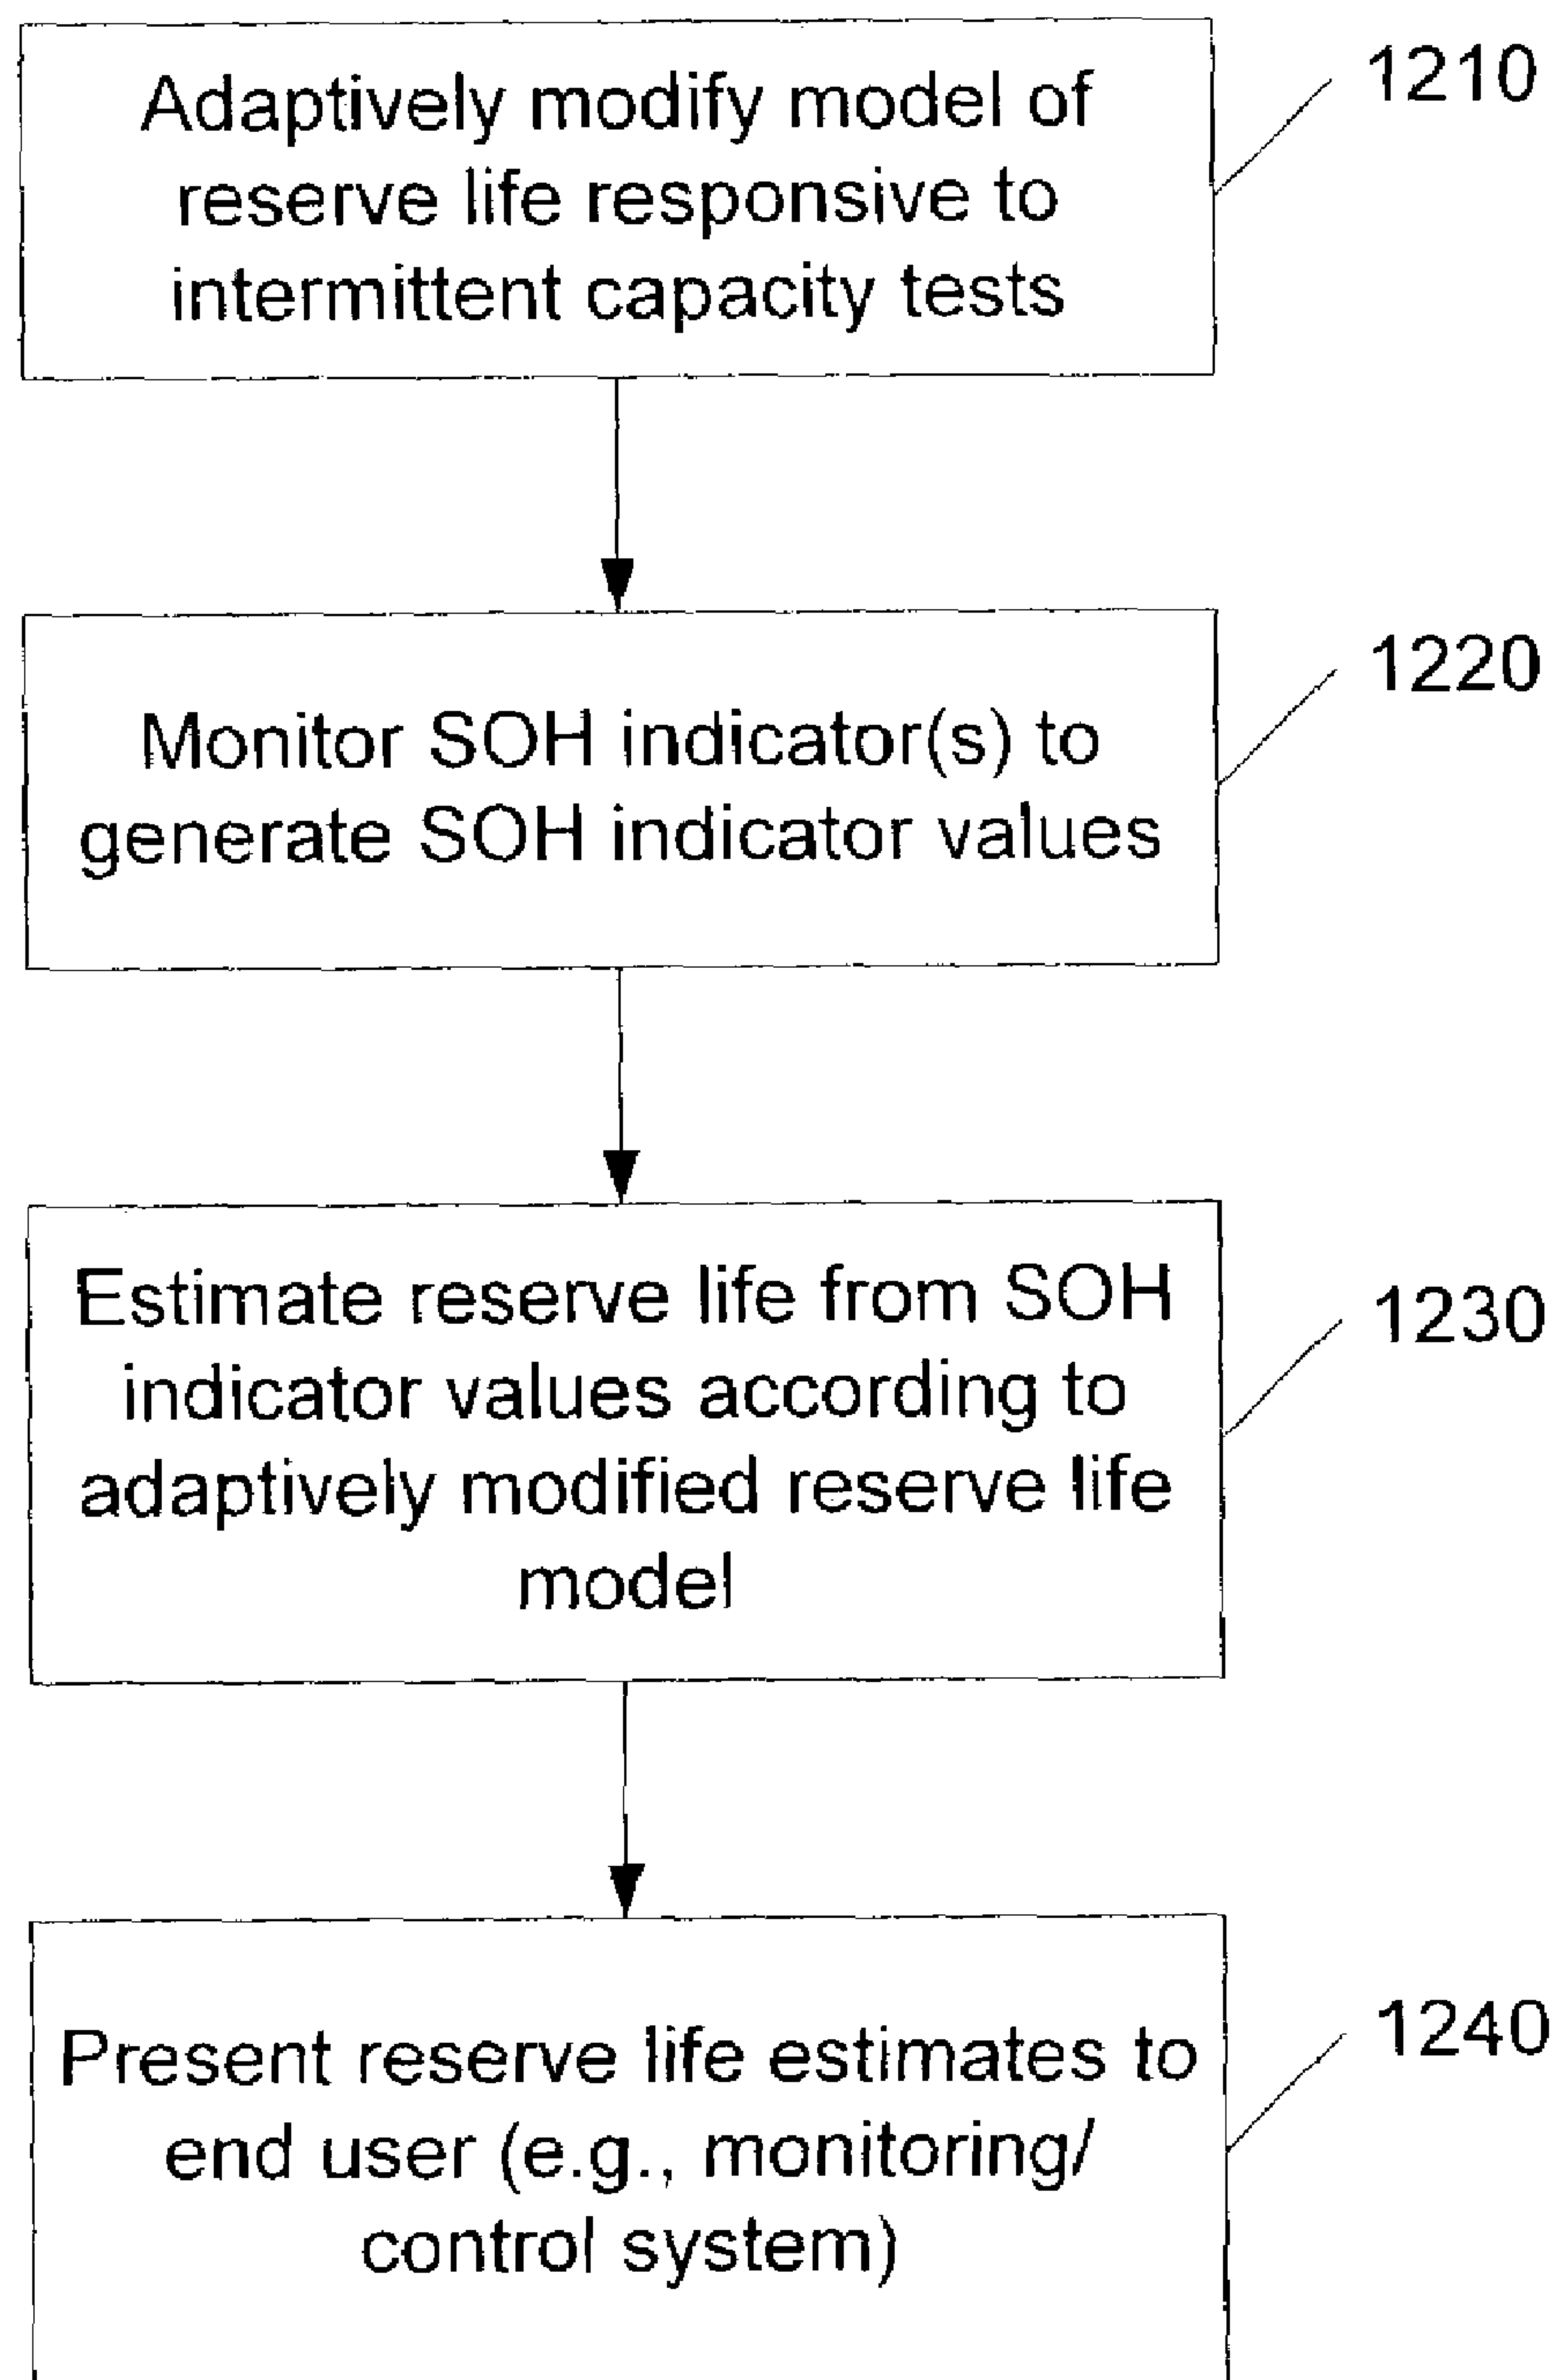 Adaptively modify model of
reserve life responsive to
intermittent capacity tests
1210
Monitor SOH indicator(s) to
generate SOH indicator values
1220
Estimate reserve life from SOH
indicator values according to
adaptively modified reserve life
model
1230
Present reserve life estimates to
end user (e.g., monitoring/
control system)
1240